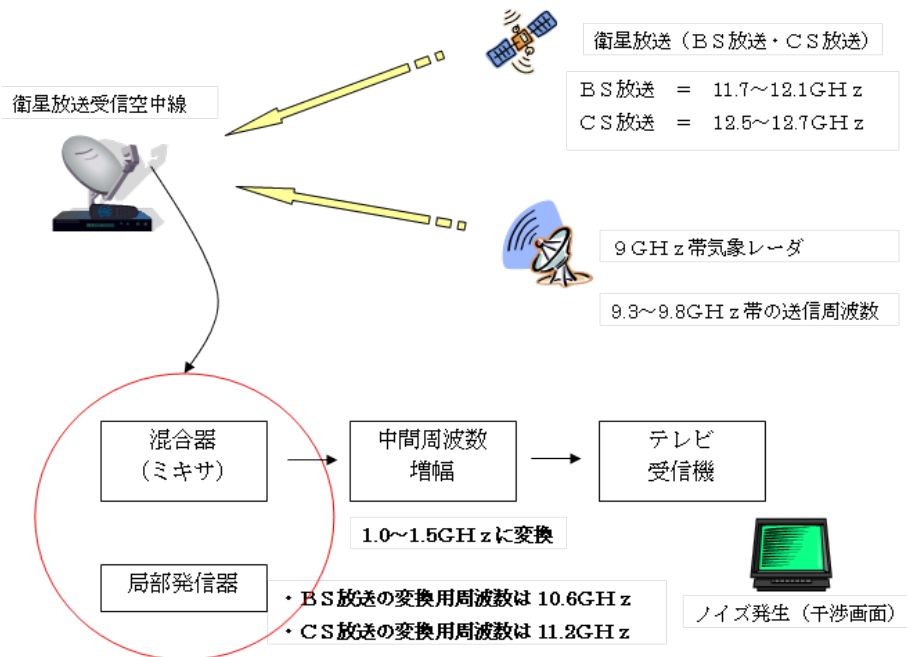 衛星放送（ＢＳ放送・ＣＳ放送）
ＢＳ放送　＝　11.7～12.1GＨｚ
ＣＳ放送　＝　12.5～12.7GＨｚ
衛星放送受信空中線
９GＨｚ帯気象レーダ
9.3～9.8GＨｚ帯の送信周波数
混合器
（ミキサ）
中間周波数
増幅
テレビ
受信機
1.0～1.5GＨｚに変換
局部発信器
・ＢＳ放送の変換用周波数は 10.6GＨｚ
・ＣＳ放送の変換用周波数は 11.2GＨｚ
ノイズ発生（干渉画面）